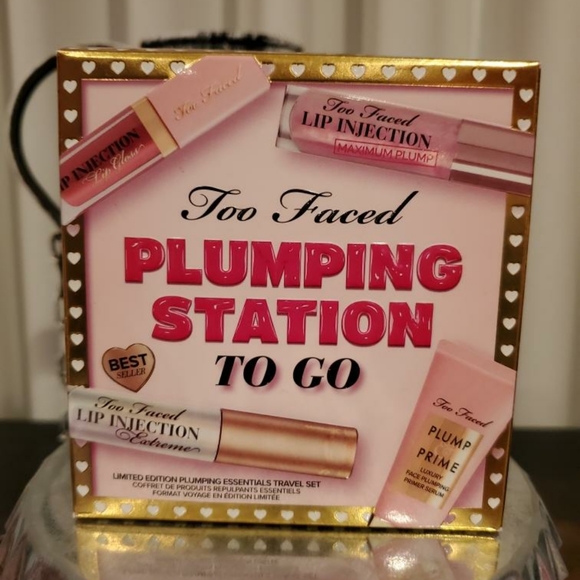 Too Faced
IP INJECTION
Lip Gloss
Too Faced
LIP INJECTION
MAXIMUM PLUMP
Too Faced
PLUMPING
STATION
TO GO
BEST
SELLER
Too Faced
LIP INJECTION
Extreme
Too Faced
PLUMP
&
PRIME
LUXURY
FACE-PLUMPING
PRIMER SERUM
LIMITED EDITION PLUMPING ESSENTIALS TRAVEL SET
COFFRET DE PRODUITS REPULPANTS ESSENTIELS
FORMAT VOYAGE EN ÉDITION LIMITÉE